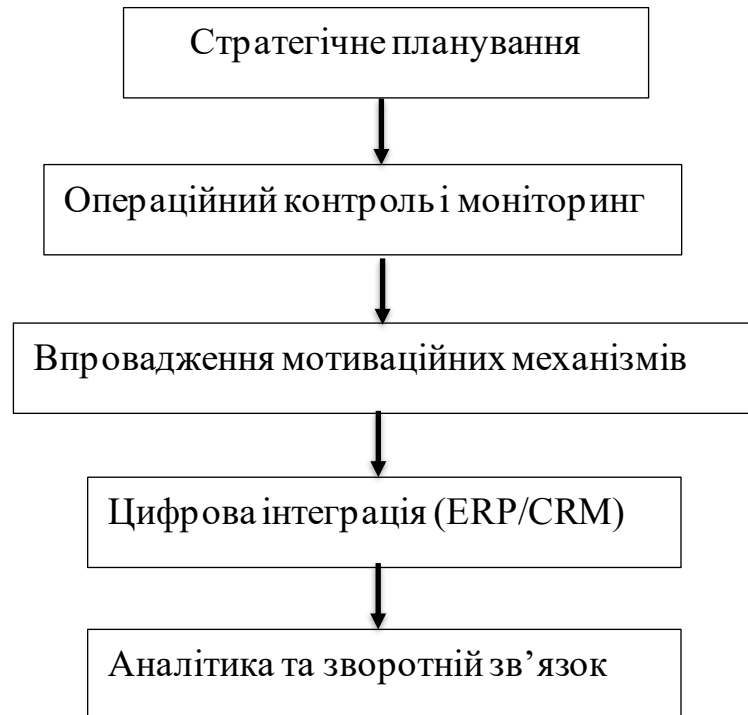 Стратегічне планування
Операційний контроль і моніторинг
Впровадження мотиваційних механізмів
Цифрова інтеграція (ERP/CRM)
Аналітика та зворотній зв’язок